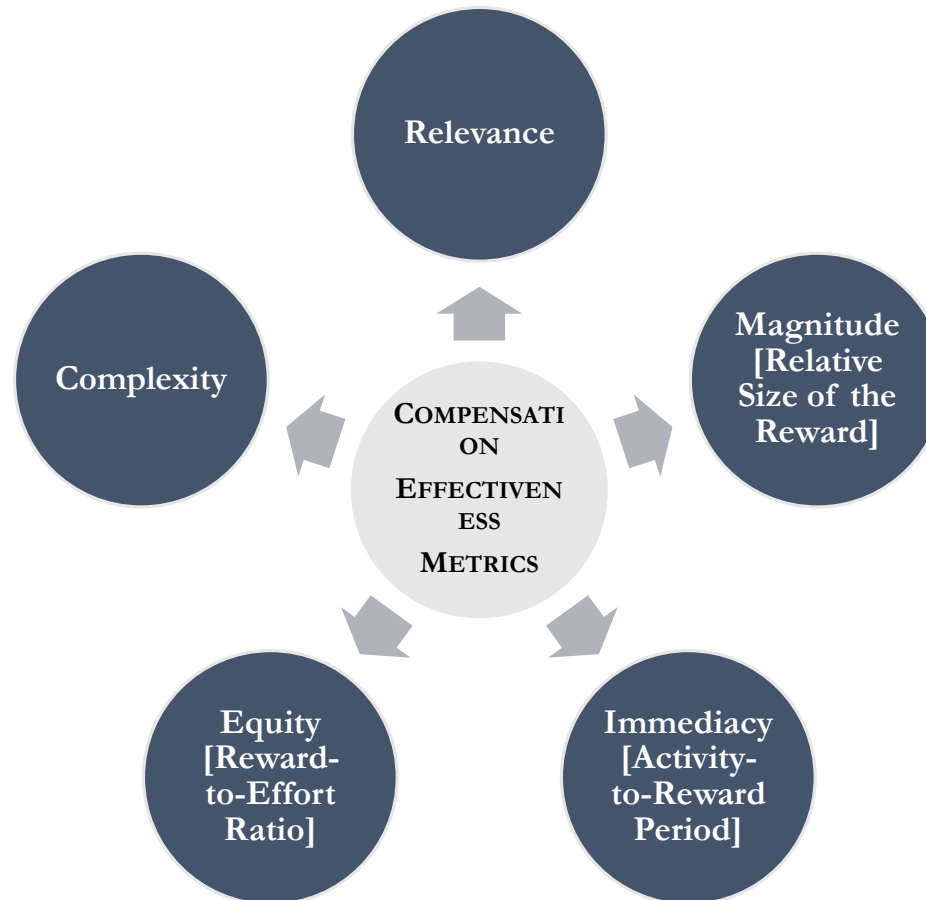 Relevance
Magnitude
[Relative
Size of the
Reward]
Complexity
COMPENSATI
ON
EFFECTIVEN
ESS
METRICS
Equity
[Reward-
to-Effort
Ratio]
Immediacy
[Activity-
to-Reward
Period]